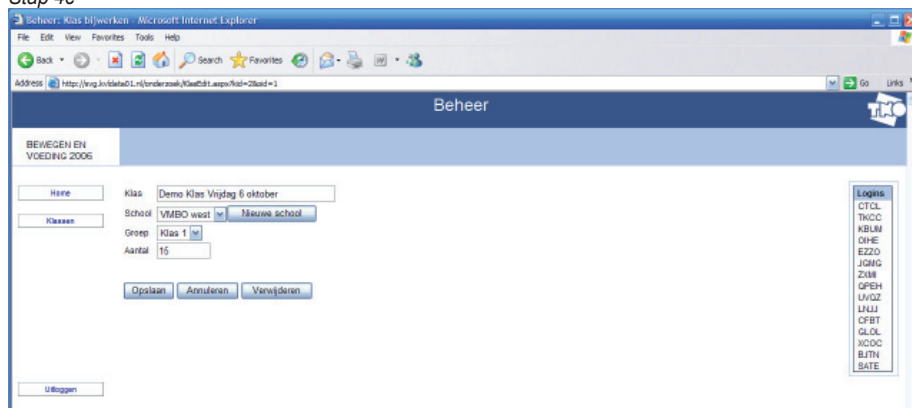 Stap 4c
Beheer: Klas bijwerken - Microsoft Internet Explorer
File Edit View Favorites Tools Help
Back Search Favorites
Address Go Links
Beheer
TNO
BEWEGEN EN
VOEDING 2006
Home
Klassen
Klas Demo Klas Vrijdag 6 oktober
School VMBO west Nieuwe school
Groep Klas 1
Aantal 15
Opslaan Annuleren Verwijderen
Uitloggen
Logins
CTCL
TKCC
KBUM
OIHE
EZZO
JGMG
ZXMI
QPEH
UVQZ
LNJJ
CFBT
GLOL
XCOC
BJTN
SATE